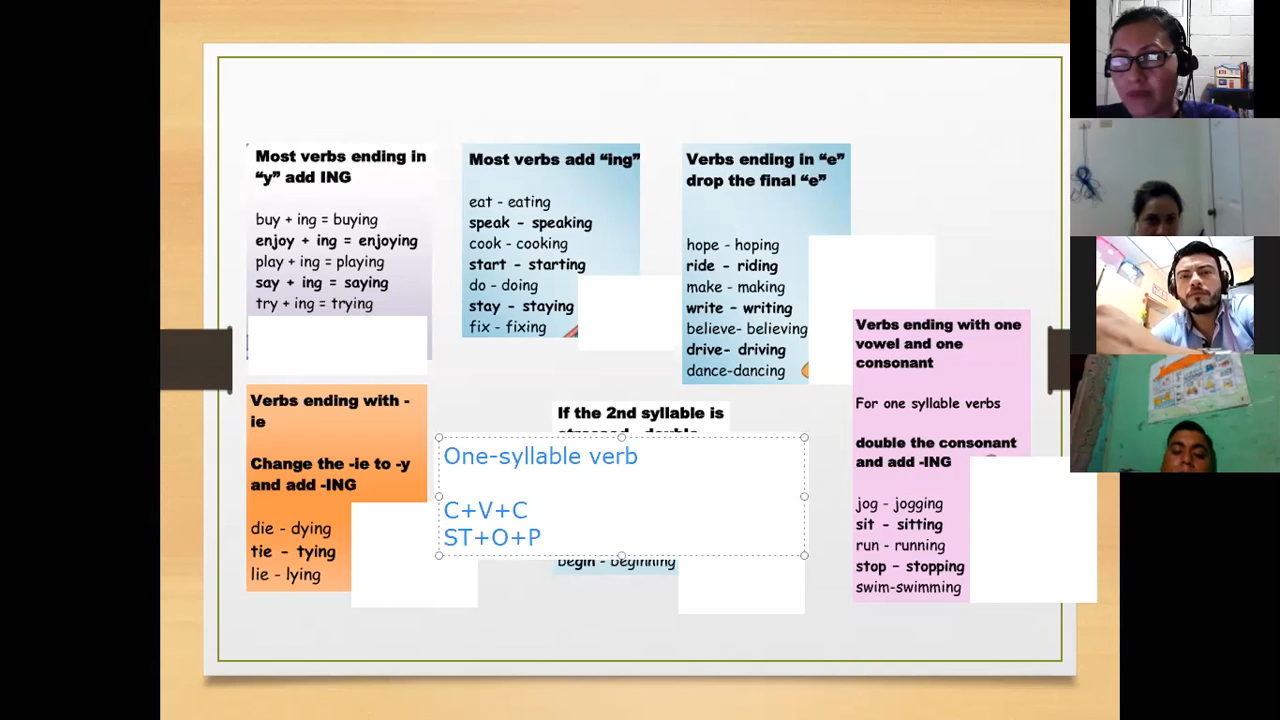 Most verbs ending in
“y” add ING
buy + ing = buying
enjoy + ing = enjoying
play + ing = playing
say + ing = saying
try + ing = trying
Most verbs add “ing”
eat - eating
speak - speaking
cook - cooking
start - starting
do - doing
stay - staying
fix - fixing
Verbs ending in “e”
drop the final “e”
hope - hoping
ride - riding
make - making
write - writing
believe- believing
drive- driving
dance-dancing
Verbs ending with -
ie
Change the -ie to -y
and add -ING
die - dying
tie - tying
lie - lying
If the 2nd syllable is
One-syllable verb
C+V+C
ST+O+P
begin - beginning
Verbs ending with one
vowel and one
consonant
For one syllable verbs
double the consonant
and add -ING
jog - jogging
sit - sitting
run - running
stop - stopping
swim-swimming